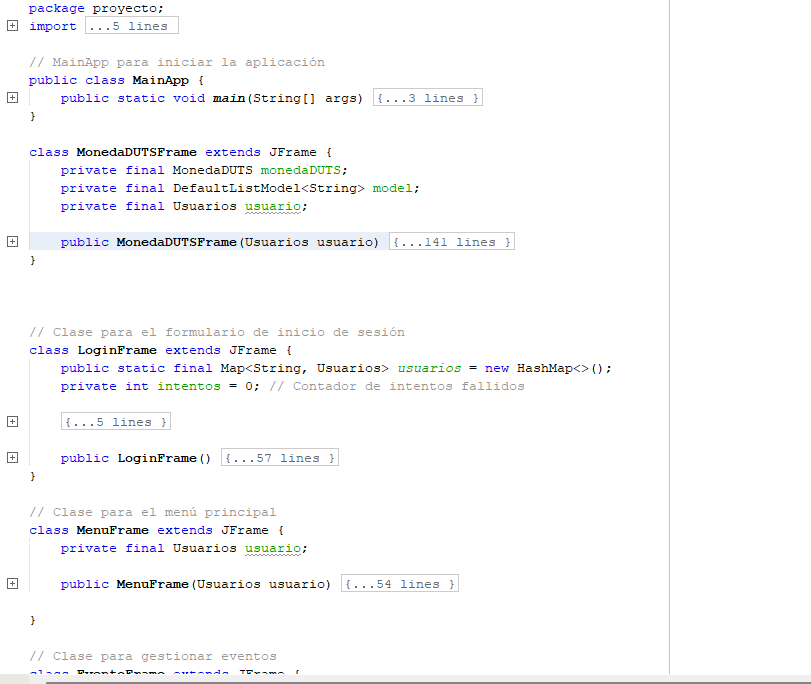 package proyecto;
import ...5 lines
// MainApp para iniciar la aplicación
public class MainApp {
public static void main(String[] args) {...3 lines }
}
class MonedaDUTSFrame extends JFrame {
private final MonedaDUTS monedaDUTS;
private final DefaultListModel<String> model;
private final Usuarios usuario;
public MonedaDUTSFrame(Usuarios usuario) {...141 lines }
}
// Clase para el formulario de inicio de sesión
class LoginFrame extends JFrame {
public static final Map<String, Usuarios> usuarios = new HashMap<>();
private int intentos = 0; // Contador de intentos fallidos
{...5 lines }
public LoginFrame() {...57 lines }
}
// Clase para el menú principal
class MenuFrame extends JFrame {
private final Usuarios usuario;
public MenuFrame(Usuarios usuario) {...54 lines }
}
// Clase para gestionar eventos
class EventoFrame extends JFrame {